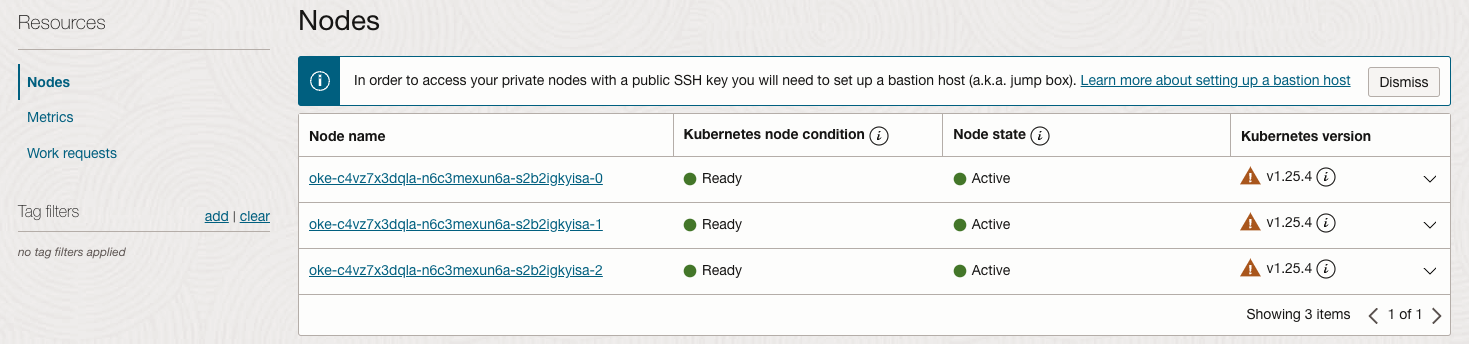 Resources
Nodes
Metrics
Work requests
Tag filters add | clear
no tag filters applied
Nodes
In order to access your private nodes with a public SSH key you will need to set up a bastion host (a.k.a. jump box). Learn more about setting up a bastion host Dismiss
Node name Kubernetes node condition Node state Kubernetes version
oke-c4vz7x3dqla-n6c3mexun6a-s2b2igkyisa-0 Ready Active v1.25.4
oke-c4vz7x3dqla-n6c3mexun6a-s2b2igkyisa-1 Ready Active v1.25.4
oke-c4vz7x3dqla-n6c3mexun6a-s2b2igkyisa-2 Ready Active v1.25.4
Showing 3 items < 1 of 1 >